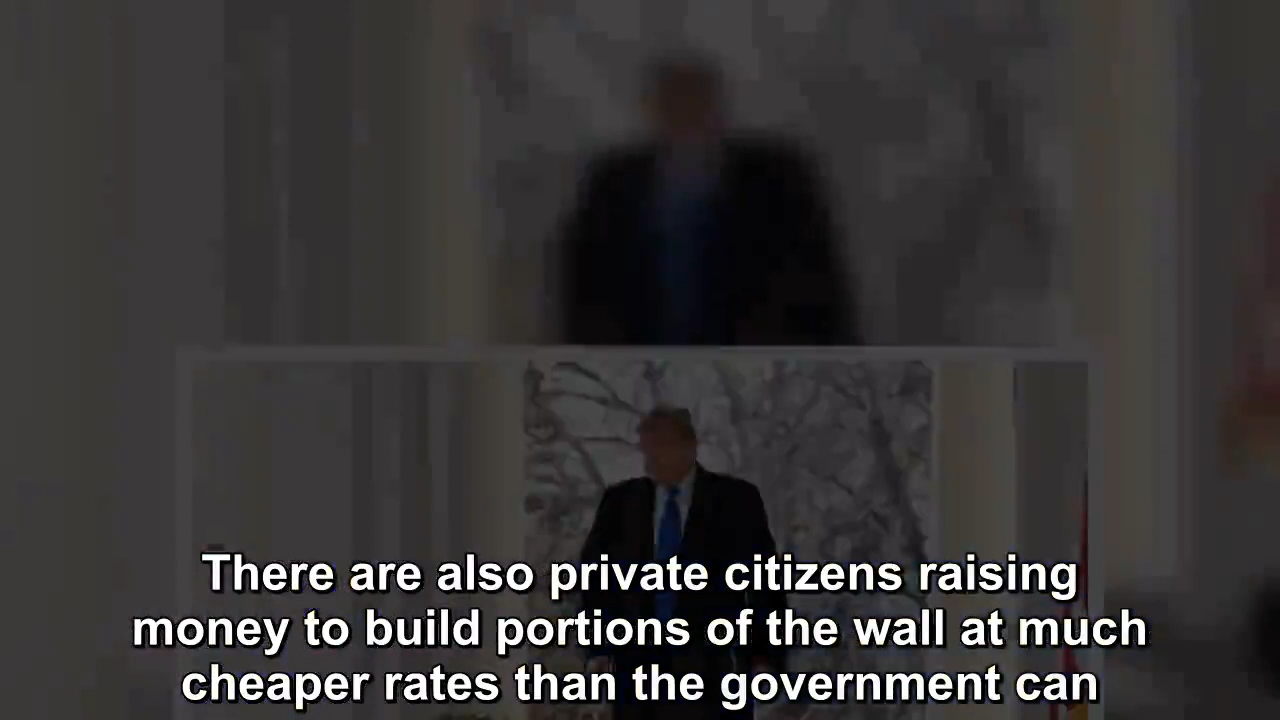 There are also private citizens raising
money to build portions of the wall at much
cheaper rates than the government can